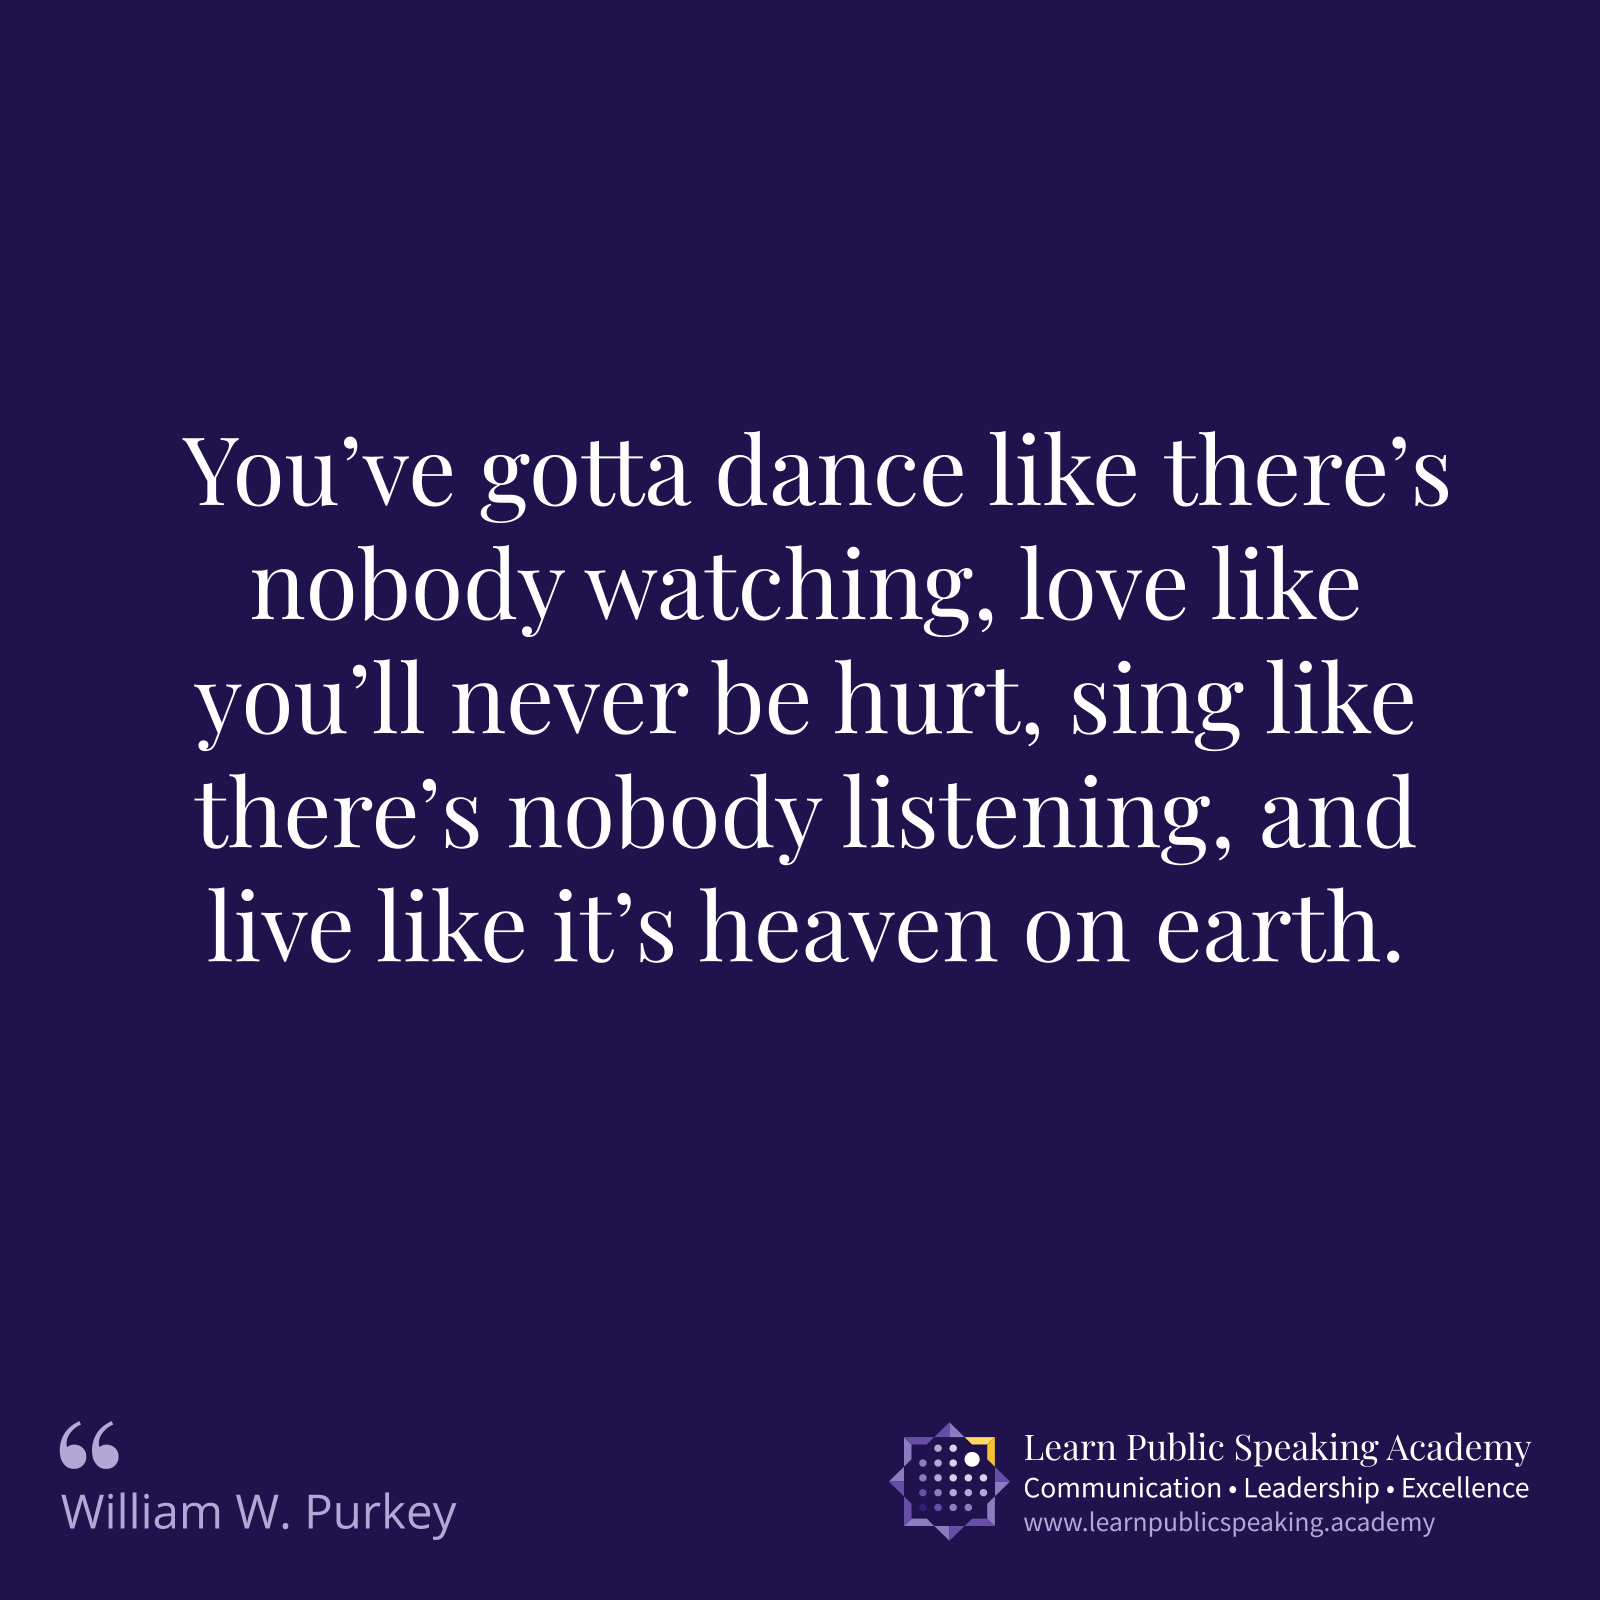 You’ve gotta dance like there’s
nobody watching, love like
you’ll never be hurt, sing like
there’s nobody listening, and
live like it’s heaven on earth.
“
William W. Purkey
Learn Public Speaking Academy
Communication • Leadership • Excellence
www.learnpublicspeaking.academy